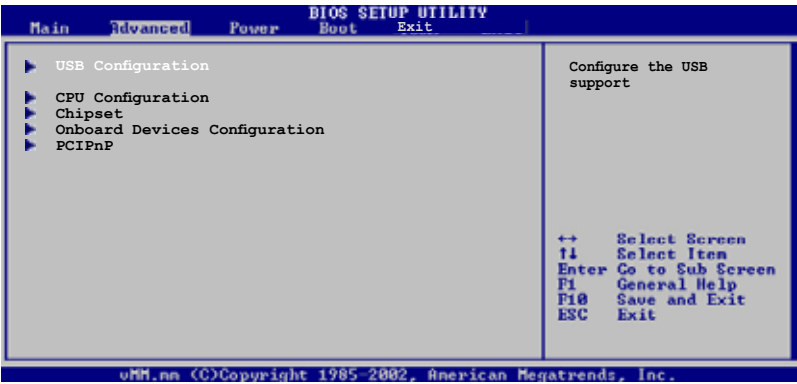 BIOS SETUP UTILITY
Main Advanced Power Boot Exit
USB Configuration
CPU Configuration
Chipset
Onboard Devices Configuration
PCIPnP
Configure the USB
support
↔ Select Screen
↑↓ Select Item
Enter Go to Sub Screen
F1 General Help
F10 Save and Exit
ESC Exit
vMM.mm (C)Copyright 1985-2002, American Megatrends, Inc.